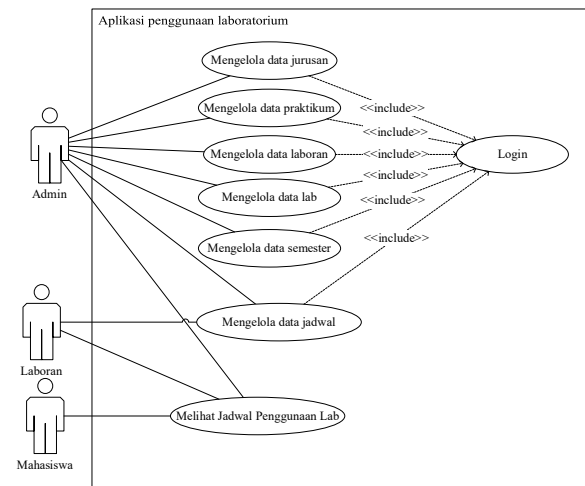 Aplikasi penggunaan laboratorium
Mengelola data jurusan
Mengelola data praktikum
<<include>>
<<include>>
Mengelola data laboran
<<include>>
Login
<<include>>
Mengelola data lab
Admin
<<include>>
Mengelola data semester
<<include>>
Mengelola data jadwal
Laboran
Melihat Jadwal Penggunaan Lab
Mahasiswa